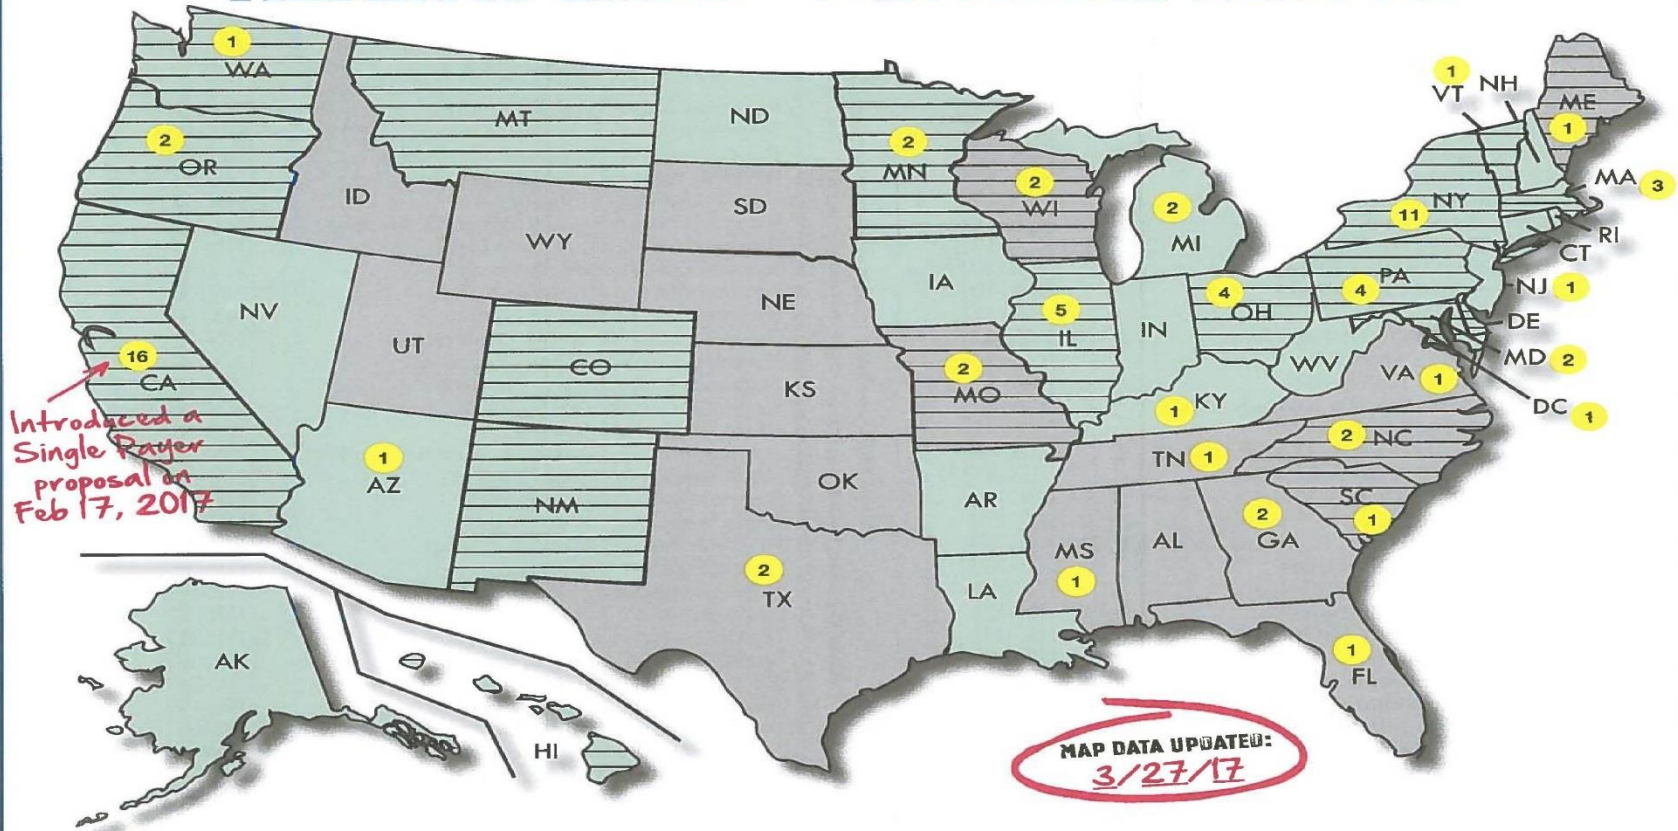 1
WA
2
OR
MT
ID
WY
ND
SD
NE
2
MN
2
WI
2
MI
IA
NV
UT
CO
KS
16
CA
Introduced a
Single Payer
proposal on
Feb 17, 2017
1
AZ
NM
OK
2
TX
2
MO
AR
LA
5
IL
IN
4
OH
1
KY
WV
TN 1
MS
1
AL
2
GA
1
FL
2 NC
SC
1
VA 1
4 PA
11 NY
1
VT
NH
ME
1
MA 3
RI
CT
NJ 1
DE
MD 2
DC 1
AK
HI
MAP DATA UPDATED:
3/27/17